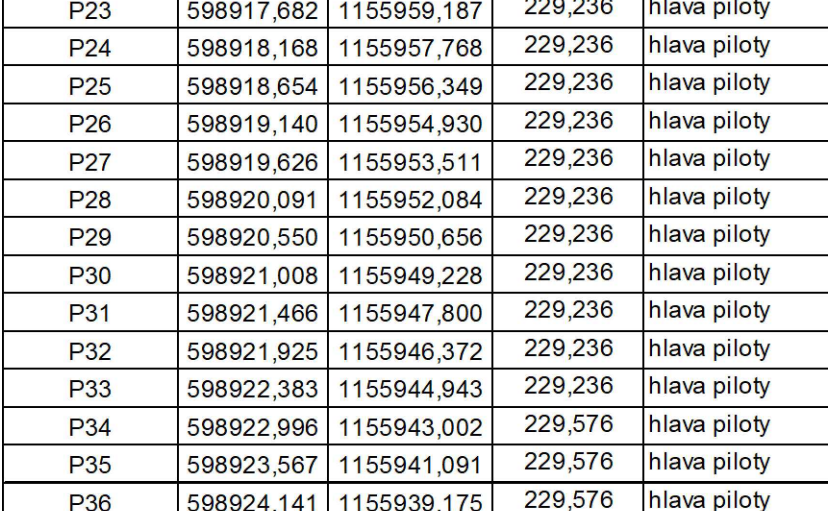 P23 598917,682 1155959,187 229,236 hlava piloty
P24 598918,168 1155957,768 229,236 hlava piloty
P25 598918,654 1155956,349 229,236 hlava piloty
P26 598919,140 1155954,930 229,236 hlava piloty
P27 598919,626 1155953,511 229,236 hlava piloty
P28 598920,091 1155952,084 229,236 hlava piloty
P29 598920,550 1155950,656 229,236 hlava piloty
P30 598921,008 1155949,228 229,236 hlava piloty
P31 598921,466 1155947,800 229,236 hlava piloty
P32 598921,925 1155946,372 229,236 hlava piloty
P33 598922,383 1155944,943 229,236 hlava piloty
P34 598922,996 1155943,002 229,576 hlava piloty
P35 598923,567 1155941,091 229,576 hlava piloty
P36 598924,141 1155939,175 229,576 hlava piloty